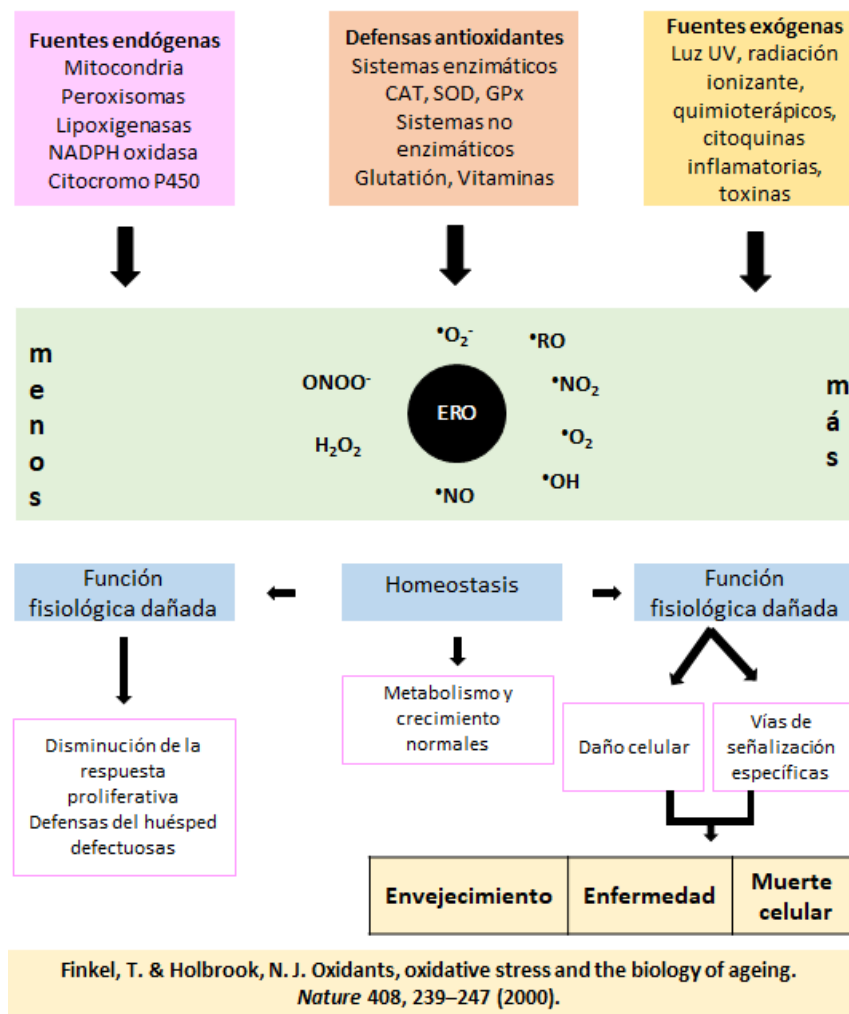 Fuentes endógenas
Mitocondria
Peroxisomas
Lipoxigenasas
NADPH oxidasa
Citocromo P450
Defensas antioxidantes
Sistemas enzimáticos
CAT, SOD, GPx
Sistemas no
enzimáticos
Glutatión, Vitaminas
Fuentes exógenas
Luz UV, radiación
ionizante,
quimioterápicos,
citoquinas
inflamatorias,
toxinas
menos
•O₂⁻
•RO
ONOO⁻
•NO₂
ERO
H₂O₂
•O₂
•NO
•OH
más
Función
fisiológica dañada
Homeostasis
Función
fisiológica dañada
Disminución de la
respuesta
proliferativa
Defensas del huésped
defectuosas
Metabolismo y
crecimiento
normales
Daño celular
Vías de
señalización
específicas
Envejecimiento
Enfermedad
Muerte
celular
Finkel, T. & Holbrook, N. J. Oxidants, oxidative stress and the biology of ageing.
Nature 408, 239–247 (2000).